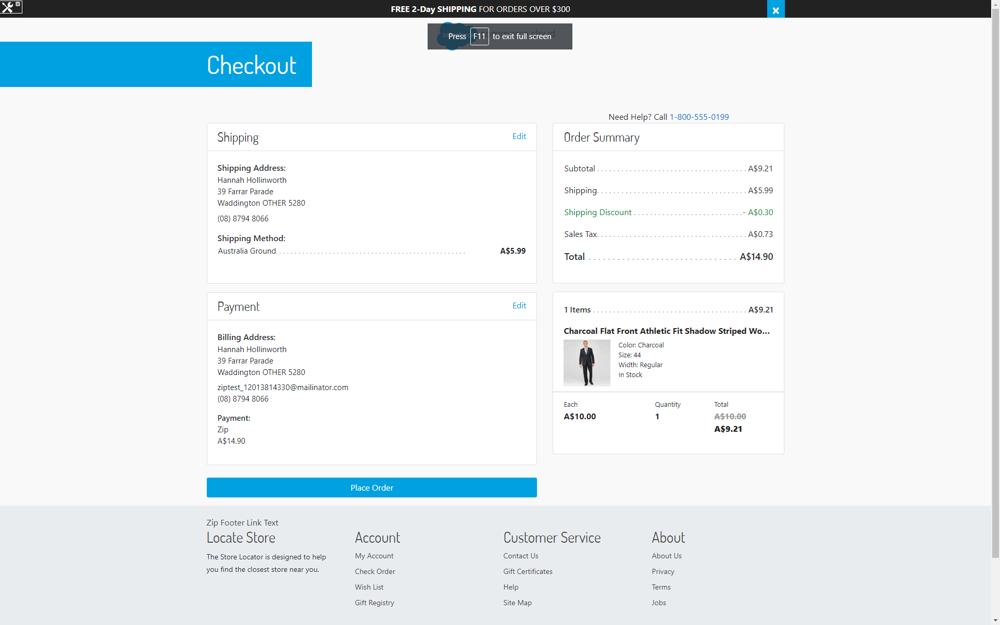 FREE 2-Day SHIPPING FOR ORDERS OVER $300
Press F11 to exit full screen
Checkout
Need Help? Call 1-800-555-0199
Shipping
Edit
Shipping Address:
Hannah Hollinworth
39 Farrar Parade
Waddington OTHER 5280
(08) 8794 8066
Shipping Method:
Australia Ground A$5.99
Payment
Edit
Billing Address:
Hannah Hollinworth
39 Farrar Parade
Waddington OTHER 5280
ziptest_12013814330@mailinator.com
(08) 8794 8066
Payment:
Zip
A$14.90
Place Order
Order Summary
Subtotal A$9.21
Shipping A$5.99
Shipping Discount - A$0.30
Sales Tax A$0.73
Total A$14.90
1 Items A$9.21
Charcoal Flat Front Athletic Fit Shadow Striped Wo...
Color: Charcoal
Size: 44
Width: Regular
In Stock
Each
A$10.00
Quantity
1
Total
A$10.00
A$9.21
Zip Footer Link Text
Locate Store
The Store Locator is designed to help
you find the closest store near you.
Account
My Account
Check Order
Wish List
Gift Registry
Customer Service
Contact Us
Gift Certificates
Help
Site Map
About
About Us
Privacy
Terms
Jobs